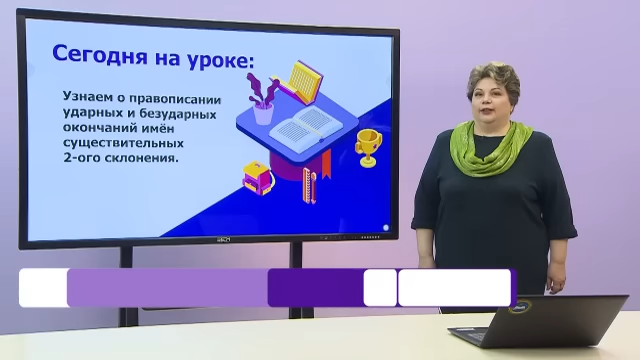 Сегодня на уроке:
Узнаем о правописании
ударных и безударных
окончаний имён
существительных
2-ого склонения.